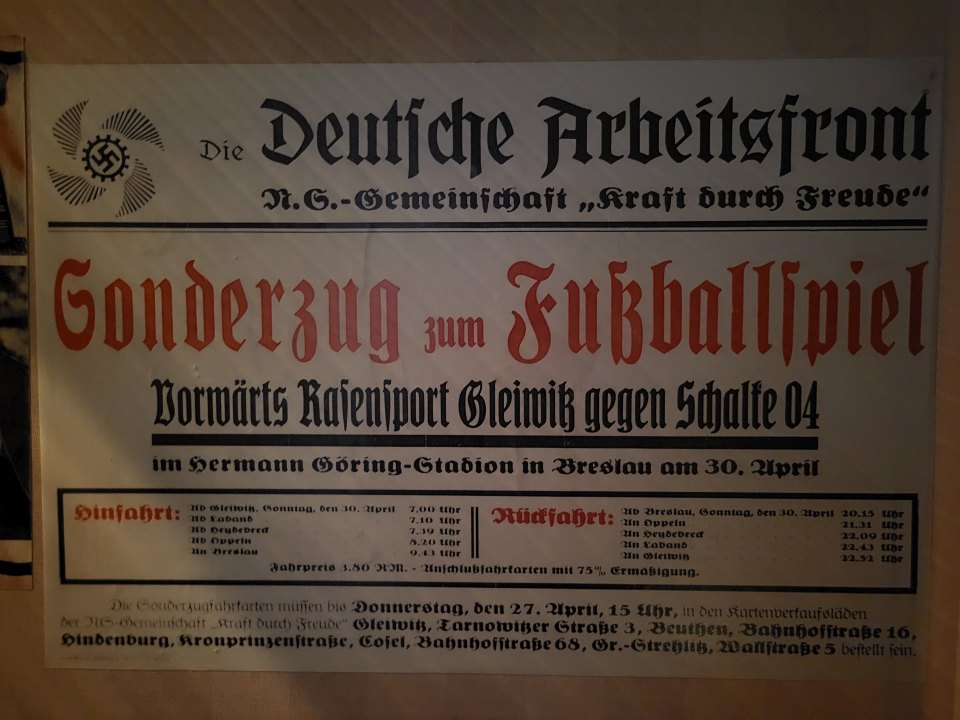 Die Deutsche Arbeitsfront
N.S.-Gemeinschaft „Kraft durch Freude“
Sonderzug zum Fußballspiel
Vorwärts Rasensport Gleiwitz gegen Schalke 04
im Hermann Göring-Stadion in Breslau am 30. April
Hinfahrt:
Ab Gleiwitz, Sonntag, den 30. April 7.00 Uhr
Ab Laband 7.10 Uhr
Ab Heydebreck 7.39 Uhr
Ab Oppeln 8.20 Uhr
An Breslau 9.43 Uhr
Rückfahrt:
Ab Breslau, Sonntag, den 30. April 20.15 Uhr
An Oppeln 21.31 Uhr
An Heydebreck 22.09 Uhr
An Laband 22.43 Uhr
An Gleiwitz 22.52 Uhr
Fahrpreis 3.80 RM. - Anschlußfahrkarten mit 75% Ermäßigung.
Die Sonderzugfahrkarten müssen bis Donnerstag, den 27. April, 15 Uhr, in den Kartenverkaufsläden
der NS-Gemeinschaft „Kraft durch Freude“ Gleiwitz, Tarnowitzer Straße 3, Beuthen, Bahnhofstraße 16,
Hindenburg, Kronprinzenstraße, Cosel, Bahnhofstraße 68, Gr.-Strehlitz, Wallstraße 5 bestellt sein.